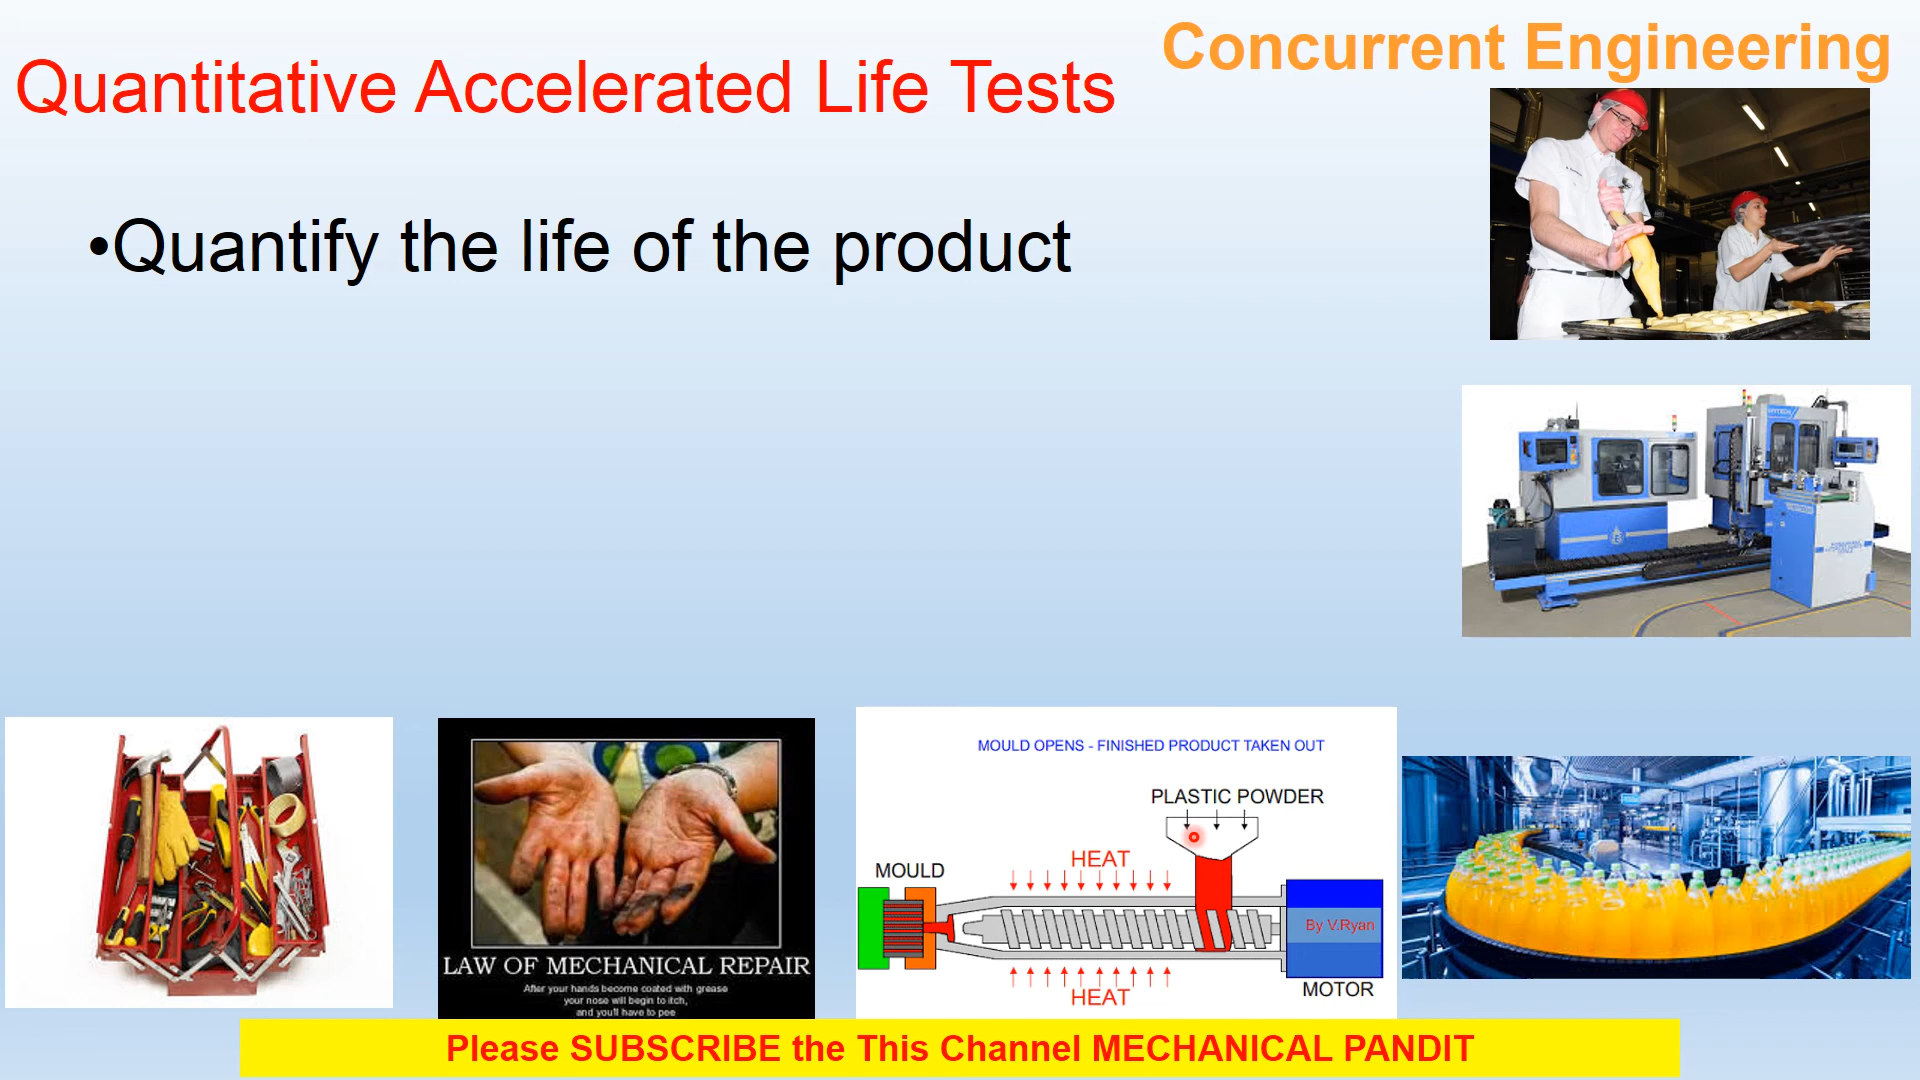 Concurrent Engineering
Quantitative Accelerated Life Tests
•Quantify the life of the product
MOULD OPENS - FINISHED PRODUCT TAKEN OUT
PLASTIC POWDER
HEAT
MOULD
By V.Ryan
HEAT
MOTOR
LAW OF MECHANICAL REPAIR
After your hands become coated with grease
your nose will begin to itch,
and you'll have to pee
Please SUBSCRIBE the This Channel MECHANICAL PANDIT